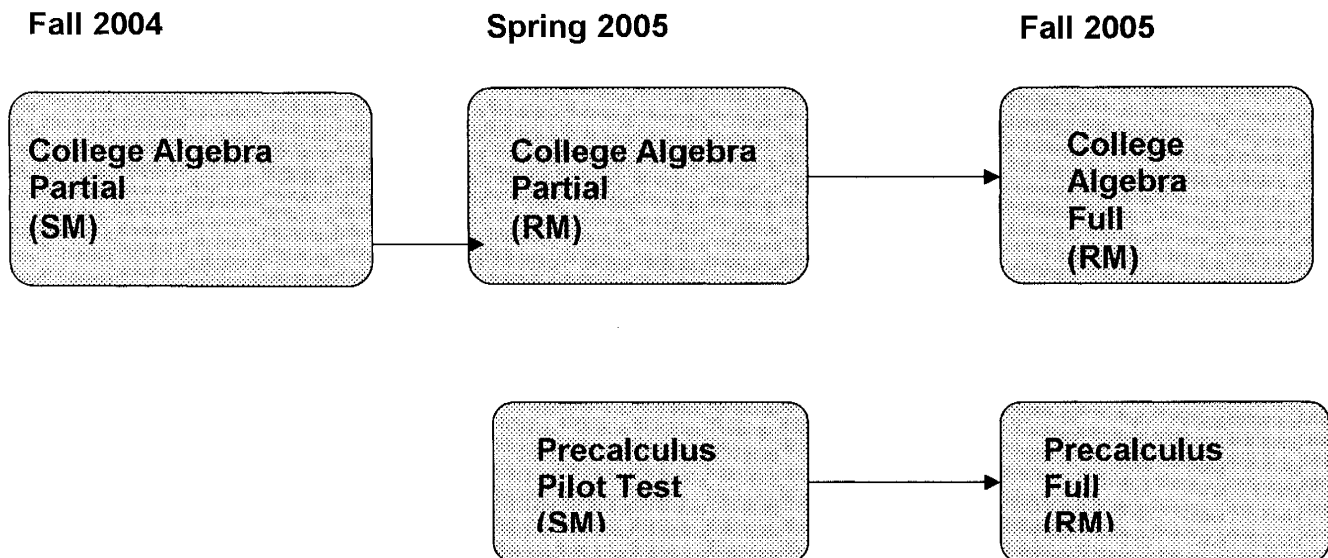 Fall 2004
Spring 2005
Fall 2005
College Algebra
Partial
(SM)
College Algebra
Partial
(RM)
College
Algebra
Full
(RM)
Precalculus
Pilot Test
(SM)
Precalculus
Full
(RM)